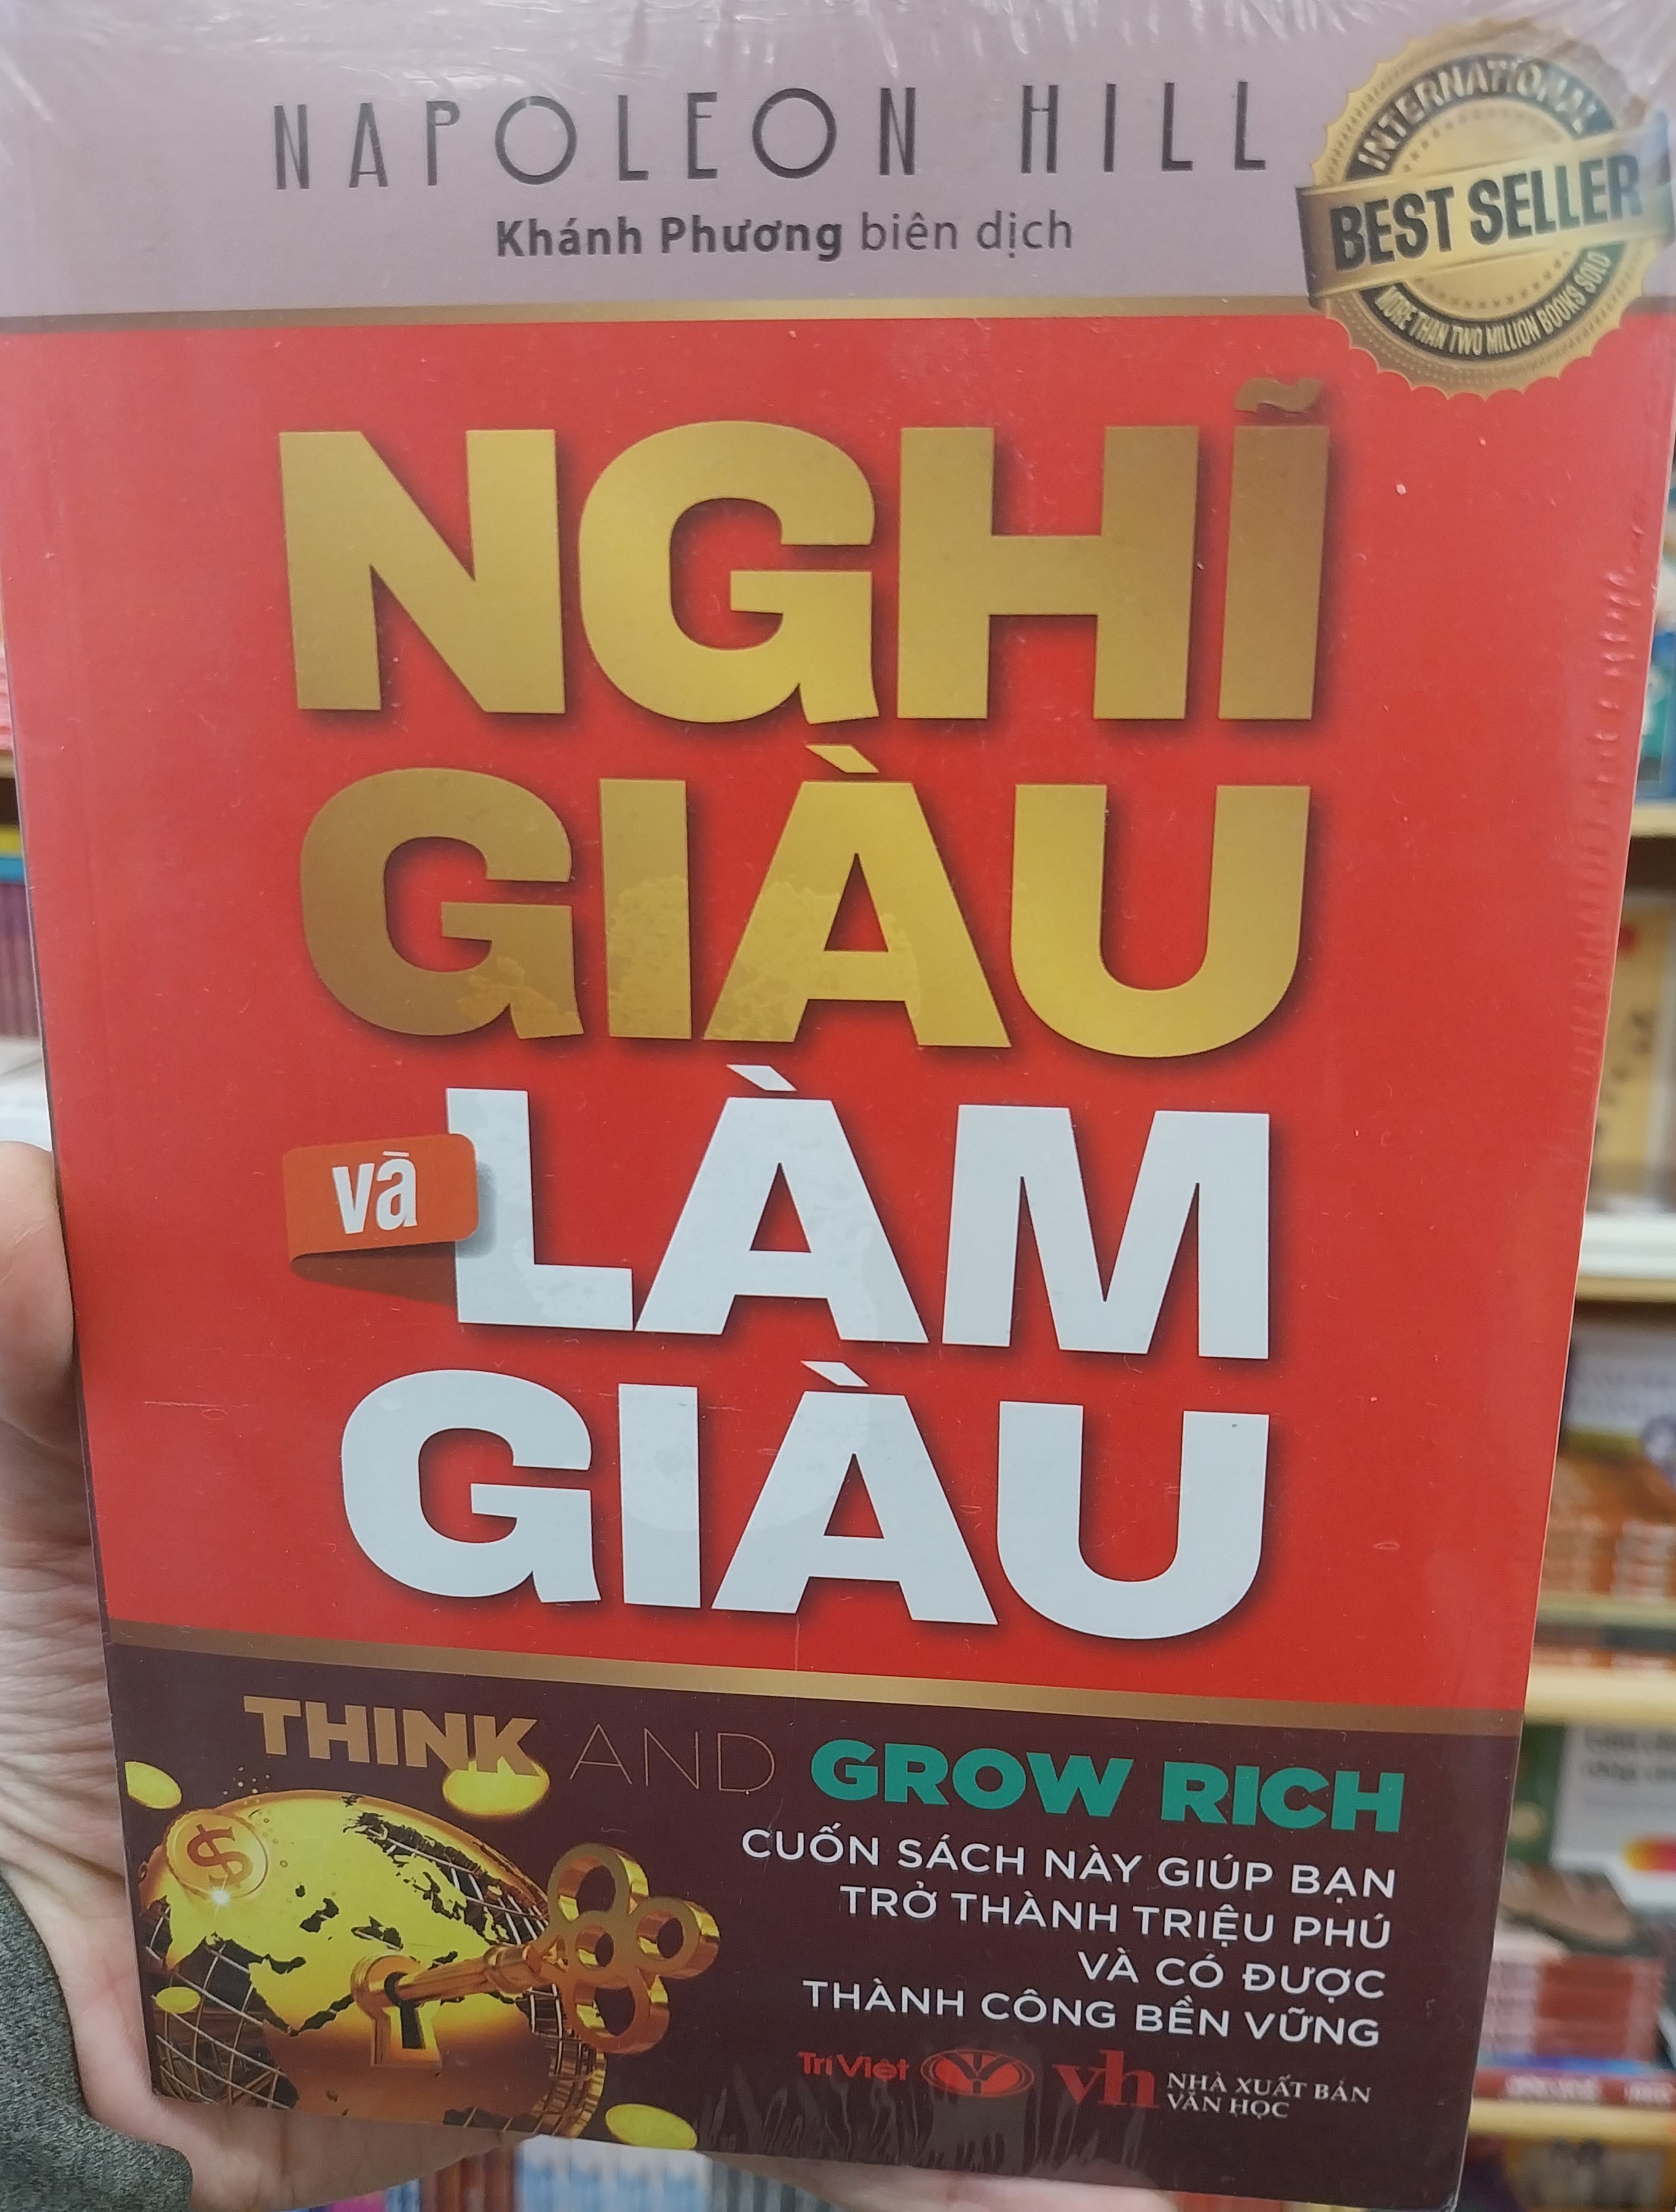 NAPOLEON HILL
Khánh Phương biên dịch
INTERNATIONAL
BEST SELLER
MORE THAN TWO MILLION BOOKS SOLD
NGHĨ
GIÀU
và LÀM
GIÀU
THINK AND GROW RICH
CUỐN SÁCH NÀY GIÚP BẠN
TRỞ THÀNH TRIỆU PHÚ
VÀ CÓ ĐƯỢC
THÀNH CÔNG BỀN VỮNG
Trí Việt vh NHÀ XUẤT BẢN
VĂN HỌC